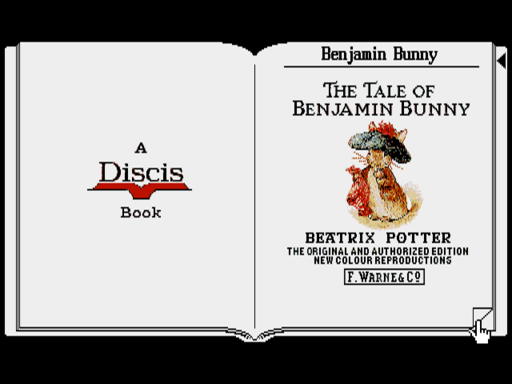 A
Discis
Book
Benjamin Bunny
THE TALE OF
BENJAMIN BUNNY
BEATRIX POTTER
THE ORIGINAL AND AUTHORIZED EDITION
NEW COLOUR REPRODUCTIONS
F. WARNE & Co